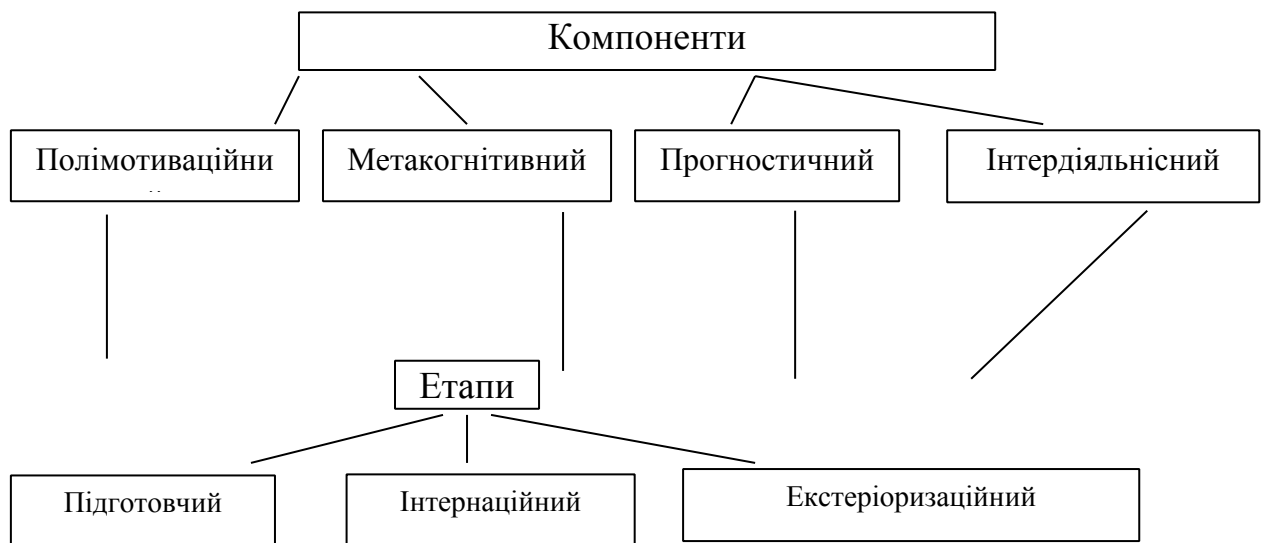 Компоненти
Полімотиваційни
й
Метакогнітивний
Прогностичний
Інтердіяльнісний
Етапи
Підготовчий
Інтернаційний
Екстеріоризаційний